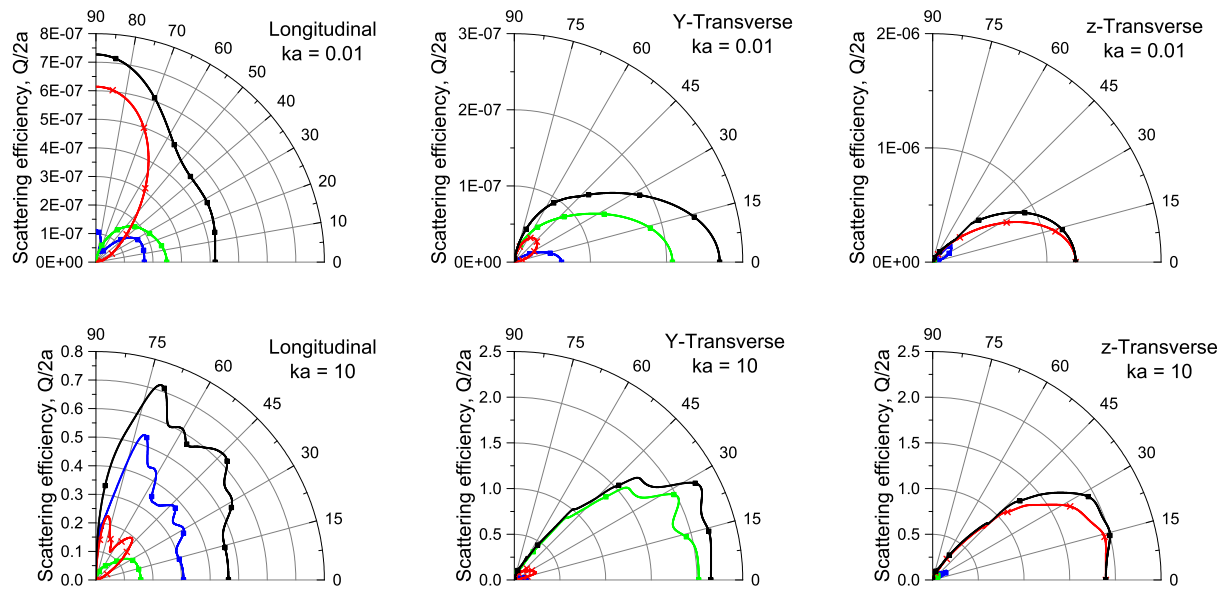 90
80
Longitudinal
ka = 0.01
70
60
50
40
30
20
10
0
8E-07
7E-07
6E-07
5E-07
4E-07
3E-07
2E-07
1E-07
0E+00
Scattering efficiency, Q/2a
90
75
Y-Transverse
ka = 0.01
60
45
30
15
0
3E-07
2E-07
1E-07
0E+00
Scattering efficiency, Q/2a
90
75
z-Transverse
ka = 0.01
60
45
30
15
0
2E-06
1E-06
0E+00
Scattering efficiency, Q/2a
90
75
Longitudinal
ka = 10
60
45
30
15
0
0.8
0.7
0.6
0.5
0.4
0.3
0.2
0.1
0.0
Scattering efficiency, Q/2a
90
75
Y-Transverse
ka = 10
60
45
30
15
0
2.5
2.0
1.5
1.0
0.5
0.0
Scattering efficiency, Q/2a
90
75
z-Transverse
ka = 10
60
45
30
15
0
2.5
2.0
1.5
1.0
0.5
0.0
Scattering efficiency, Q/2a